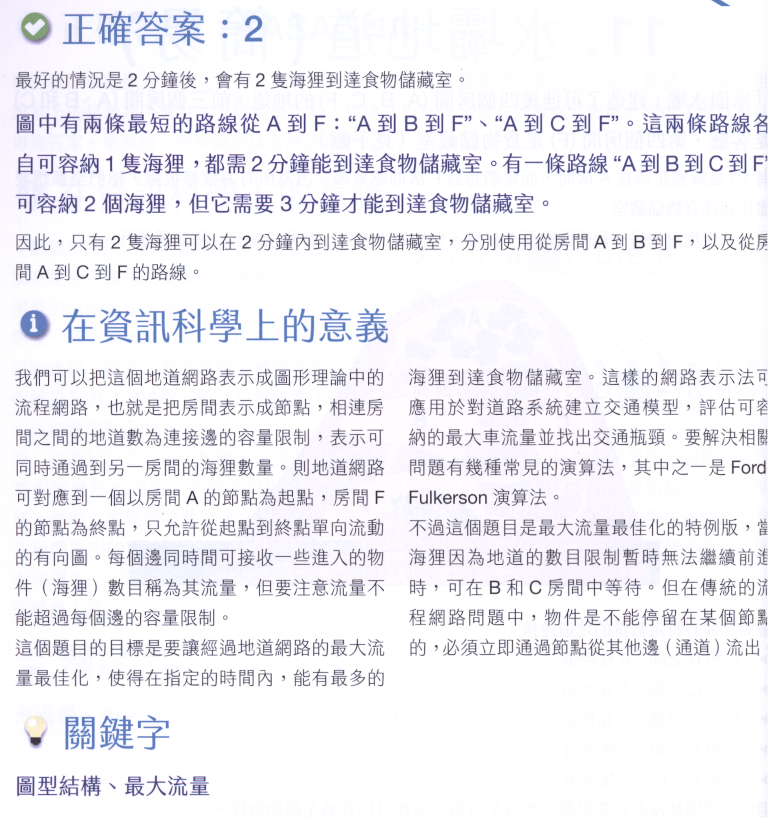 正確答案：2
最好的情況是 2 分鐘後，會有 2 隻海狸到達食物儲藏室。
圖中有兩條最短的路線從 A 到 F：“A 到 B 到 F”、“A 到 C 到 F”。這兩條路線各
自可容納 1 隻海狸，都需 2 分鐘能到達食物儲藏室。有一條路線 “A 到 B 到 C 到 F”
可容納 2 個海狸，但它需要 3 分鐘才能到達食物儲藏室。
因此，只有 2 隻海狸可以在 2 分鐘內到達食物儲藏室，分別使用從房間 A 到 B 到 F，以及從房
間 A 到 C 到 F 的路線。
在資訊科學上的意義
我們可以把這個地道網路表示成圖形理論中的
流程網路，也就是把房間表示成節點，相連房
間之間的地道數為連接邊的容量限制，表示可
同時通過到另一房間的海狸數量。則地道網路
可對應到一個以房間 A 的節點為起點，房間 F
的節點為終點，只允許從起點到終點單向流動
的有向圖。每個邊同時間可接收一些進入的物
件（海狸）數目稱為其流量，但要注意流量不
能超過每個邊的容量限制。
這個題目的目標是要讓經過地道網路的最大流
量最佳化，使得在指定的時間內，能有最多的
海狸到達食物儲藏室。這樣的網路表示法可
應用於對道路系統建立交通模型，評估可容
納的最大車流量並找出交通瓶頸。要解決相關
問題有幾種常見的演算法，其中之一是 Ford
Fulkerson 演算法。
不過這個題目是最大流量最佳化的特例版，當
海狸因為地道的數目限制暫時無法繼續前進
時，可在 B 和 C 房間中等待。但在傳統的流
程網路問題中，物件是不能停留在某個節點
的，必須立即通過節點從其他邊（通道）流出
關鍵字
圖型結構、最大流量